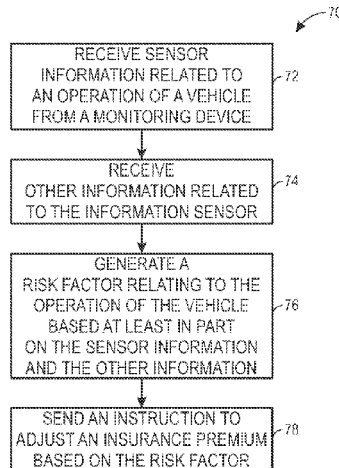 70
RECEIVE SENSOR
INFORMATION RELATED TO
AN OPERATION OF A VEHICLE
FROM A MONITORING DEVICE
72
RECEIVE
OTHER INFORMATION RELATED
TO THE INFORMATION SENSOR
74
GENERATE A
RISK FACTOR RELATING TO THE
OPERATION OF THE VEHICLE
BASED AT LEAST IN PART
ON THE SENSOR INFORMATION
AND THE OTHER INFORMATION
76
SEND AN INSTRUCTION TO
ADJUST AN INSURANCE PREMIUM
BASED ON THE RISK FACTOR
78